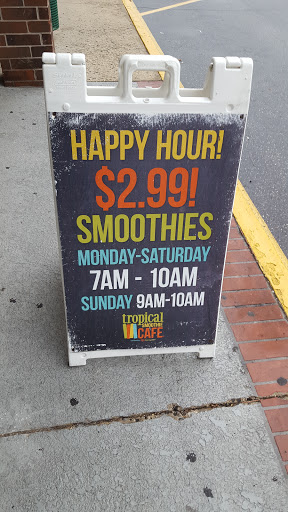 HAPPY HOUR!
$2.99!
SMOOTHIES
MONDAY-SATURDAY
7AM - 10AM
SUNDAY 9AM-10AM
tropical
SMOOTHIE
CAFE